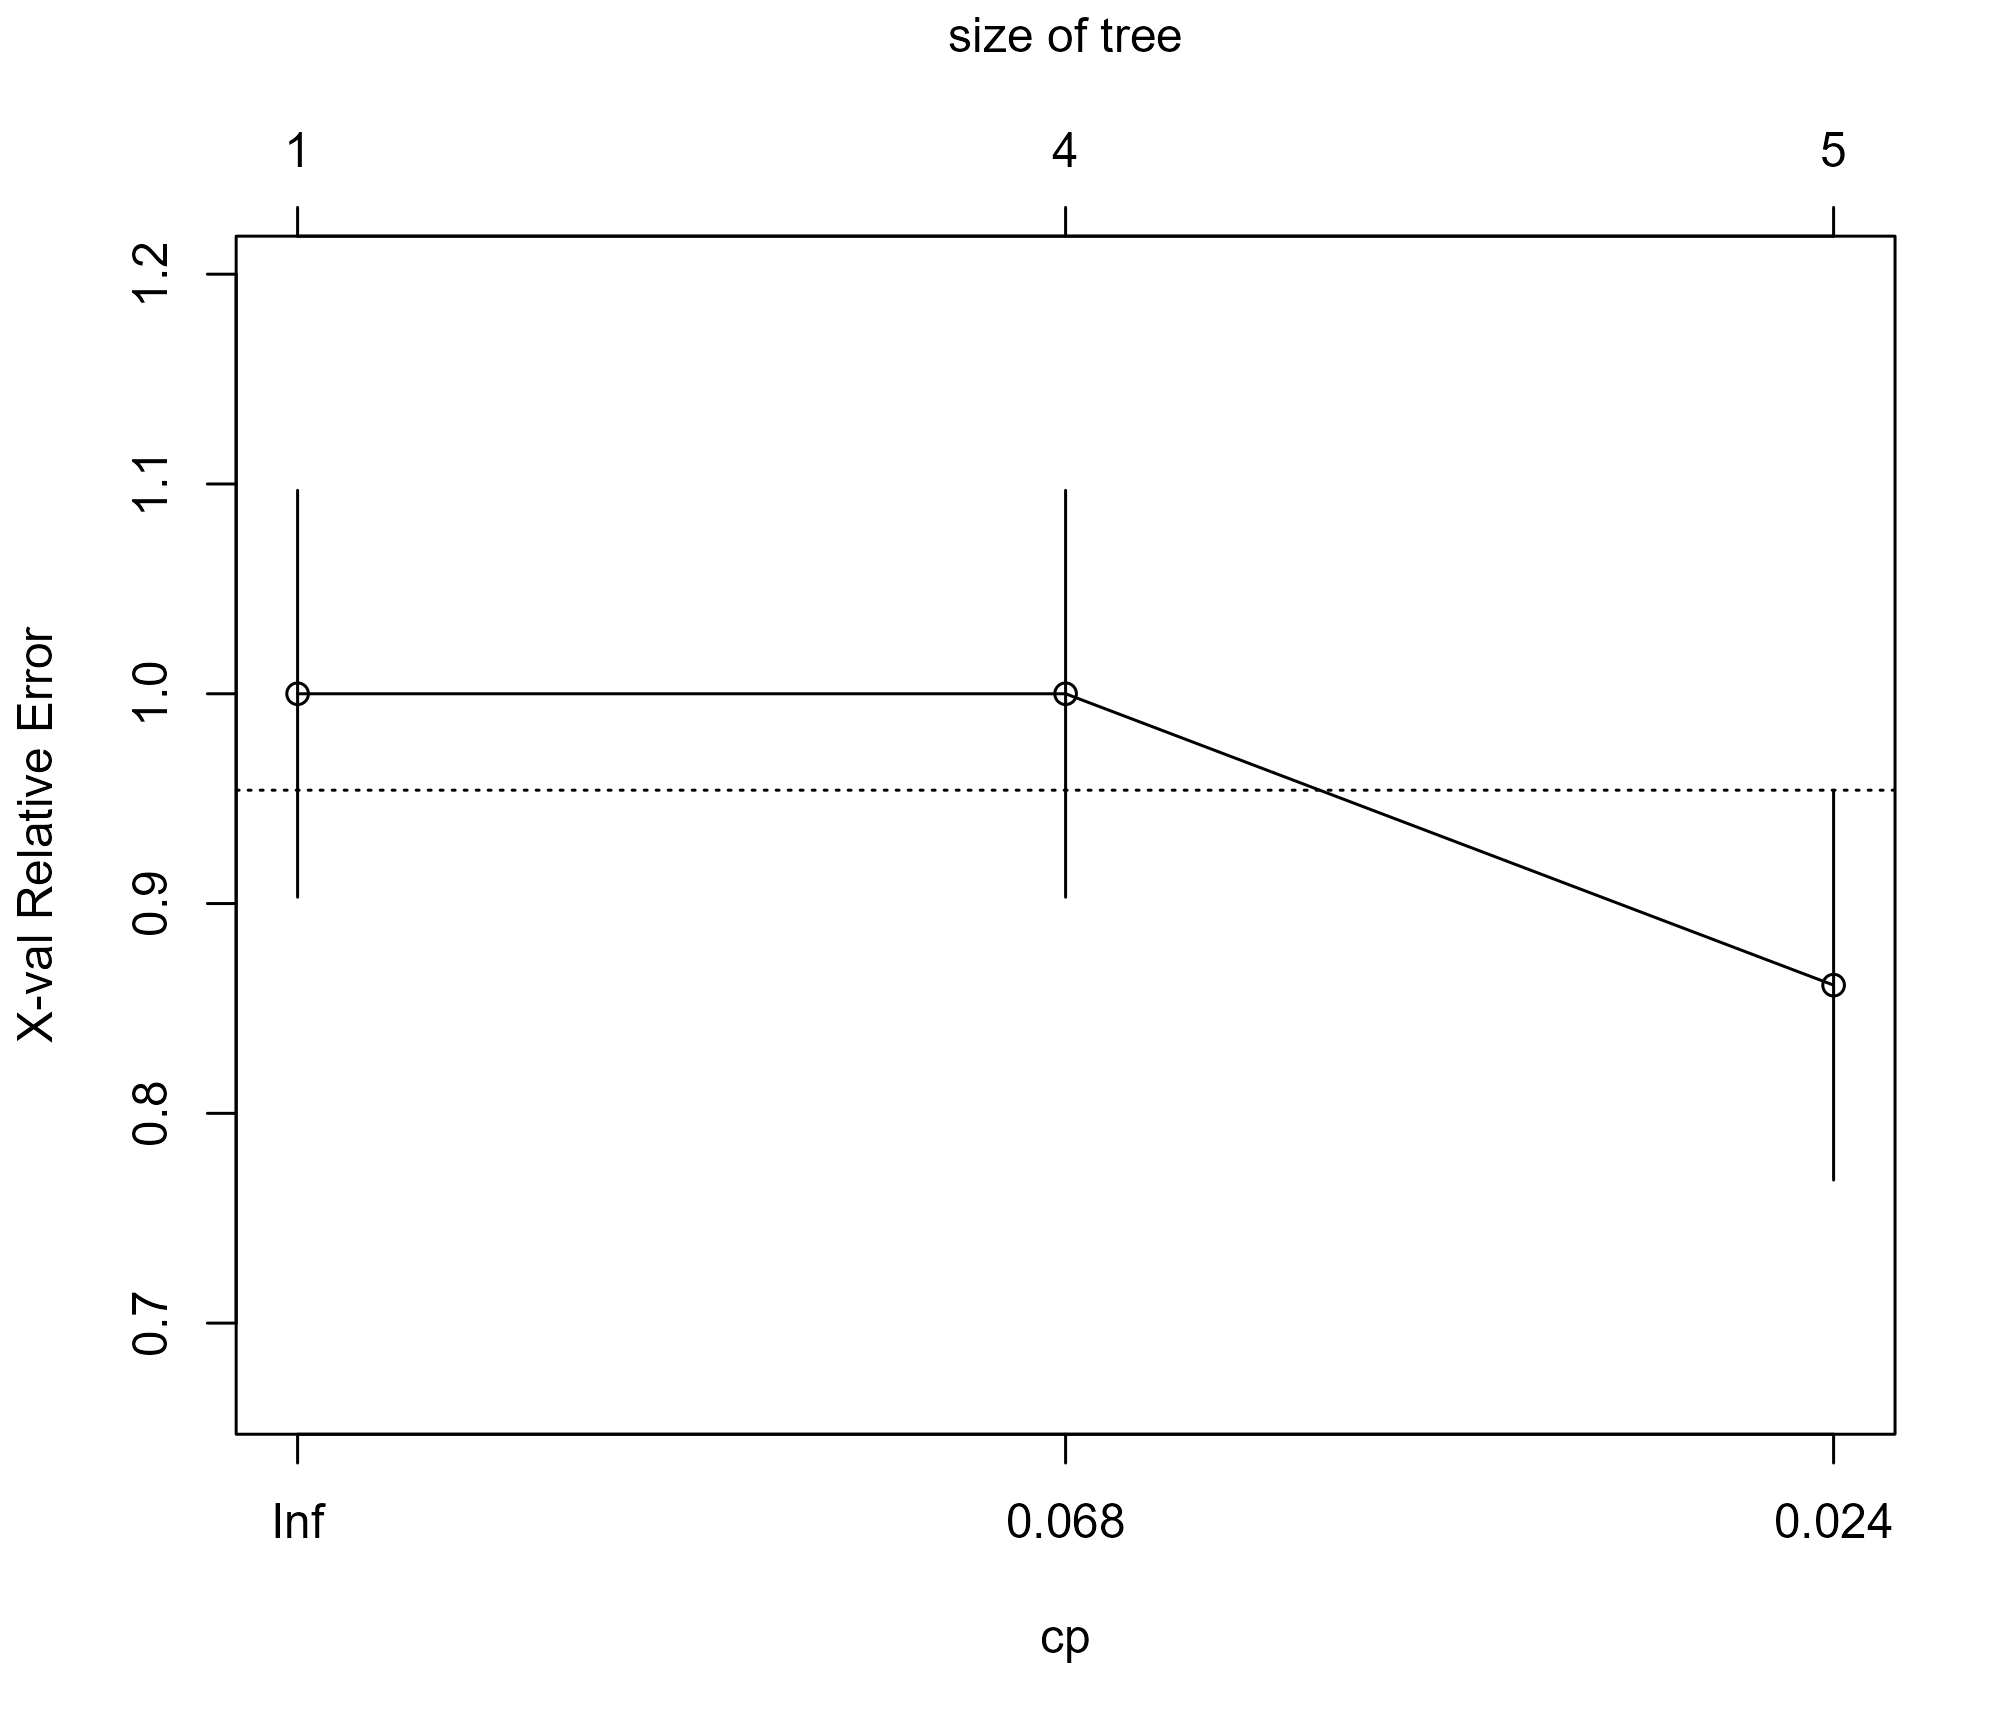 size of tree
1 4 5
1.2
1.1
1.0
0.9
0.8
0.7
X-val Relative Error
Inf 0.068 0.024
cp